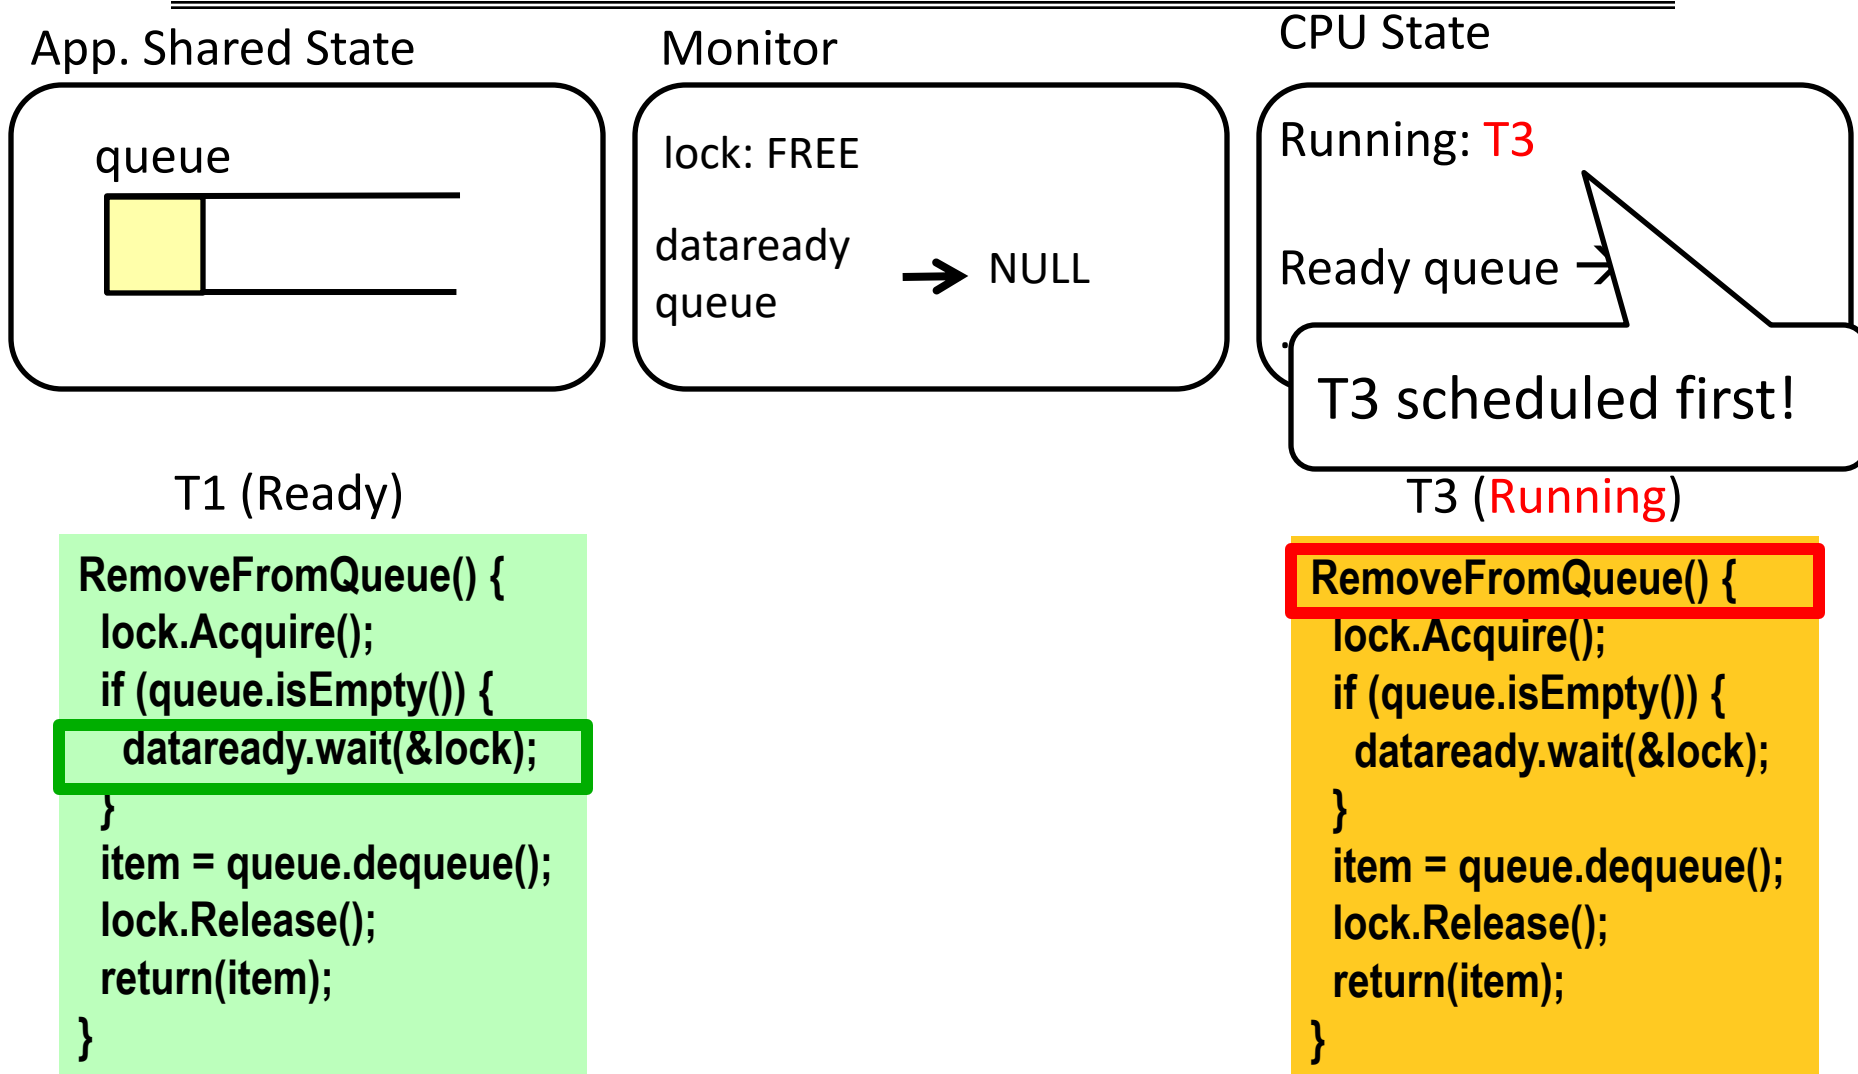 App. Shared State
Monitor
CPU State
queue
lock: FREE
dataready
queue
→ NULL
Running: T3
Ready queue →
T3 scheduled first!
T1 (Ready)
RemoveFromQueue() {
lock.Acquire();
if (queue.isEmpty()) {
dataready.wait(&lock);
}
item = queue.dequeue();
lock.Release();
return(item);
}
T3 (Running)
RemoveFromQueue() {
lock.Acquire();
if (queue.isEmpty()) {
dataready.wait(&lock);
}
item = queue.dequeue();
lock.Release();
return(item);
}